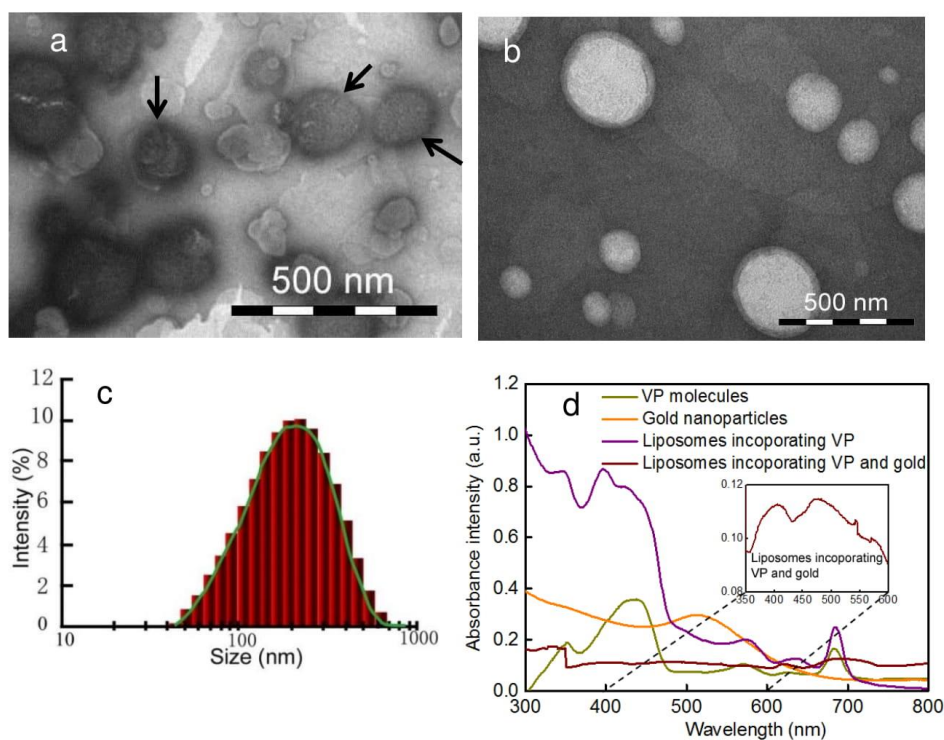 a
500 nm
b
500 nm
c
Intensity (%)
12
10
8
6
4
2
0
10
100
1000
Size (nm)
d
Absorbance intensity (a.u.)
1.2
1.0
0.8
0.6
0.4
0.2
0.0
VP molecules
Gold nanoparticles
Liposomes incoporating VP
Liposomes incoporating VP and gold
0.12
0.10
0.08
Liposomes incoporating
VP and gold
350 400 450 500 550 600
300 400 500 600 700 800
Wavelength (nm)